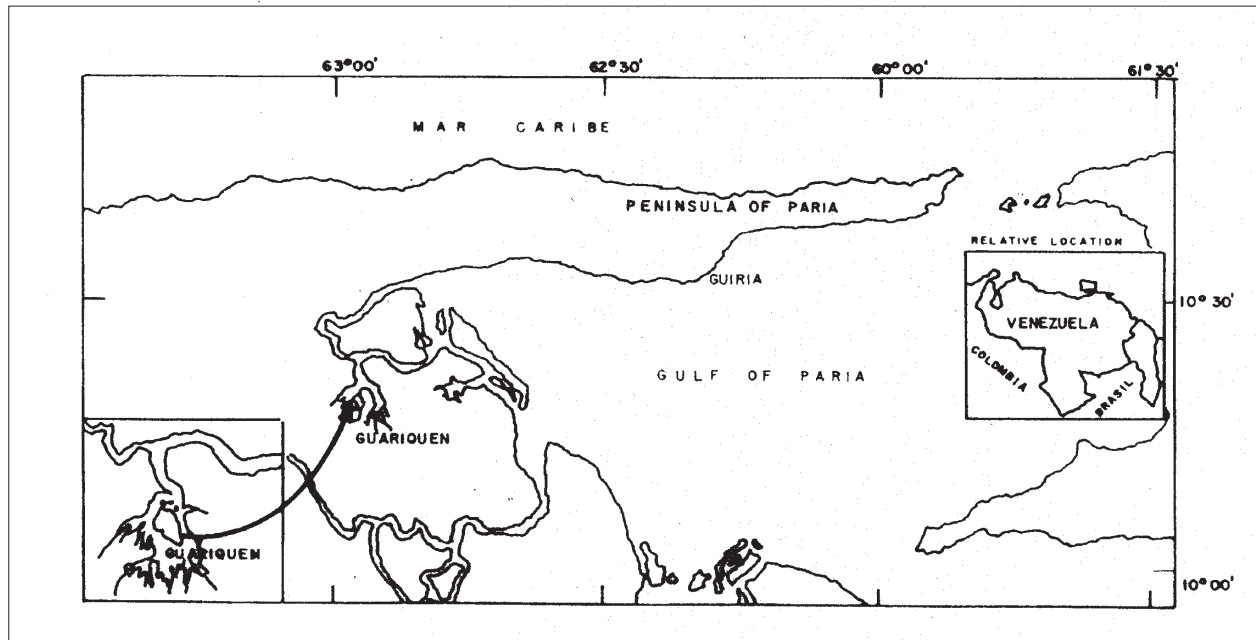 63°00' 62°30' 60°00' 61°30'
MAR CARIBE
PENINSULA OF PARIA
RELATIVE LOCATION
GUIRIA
10°30'
VENEZUELA
COLOMBIA
BRASIL
GULF OF PARIA
GUARIQUEN
GUARIQUEN
10°00'